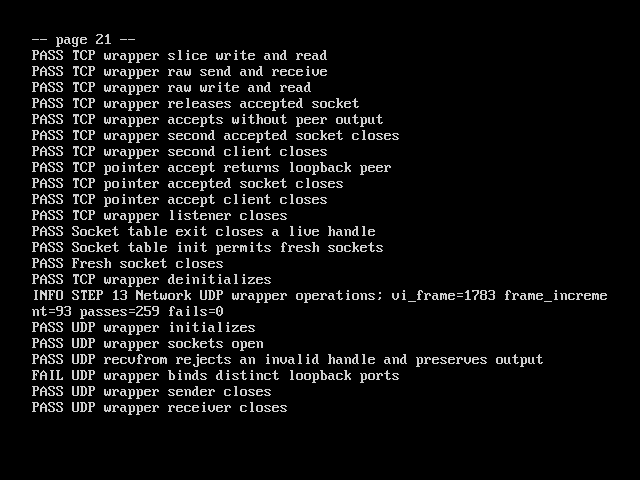 -- page 21 --
PASS TCP wrapper slice write and read
PASS TCP wrapper raw send and receive
PASS TCP wrapper raw write and read
PASS TCP wrapper releases accepted socket
PASS TCP wrapper accepts without peer output
PASS TCP wrapper second accepted socket closes
PASS TCP wrapper second client closes
PASS TCP pointer accept returns loopback peer
PASS TCP pointer accepted socket closes
PASS TCP pointer accept client closes
PASS TCP wrapper listener closes
PASS Socket table exit closes a live handle
PASS Socket table init permits fresh sockets
PASS Fresh socket closes
PASS TCP wrapper deinitializes
INFO STEP 13 Network UDP wrapper operations; vi_frame=1783 frame_increme
nt=93 passes=259 fails=0
PASS UDP wrapper initializes
PASS UDP wrapper sockets open
PASS UDP recvfrom rejects an invalid handle and preserves output
FAIL UDP wrapper binds distinct loopback ports
PASS UDP wrapper sender closes
PASS UDP wrapper receiver closes